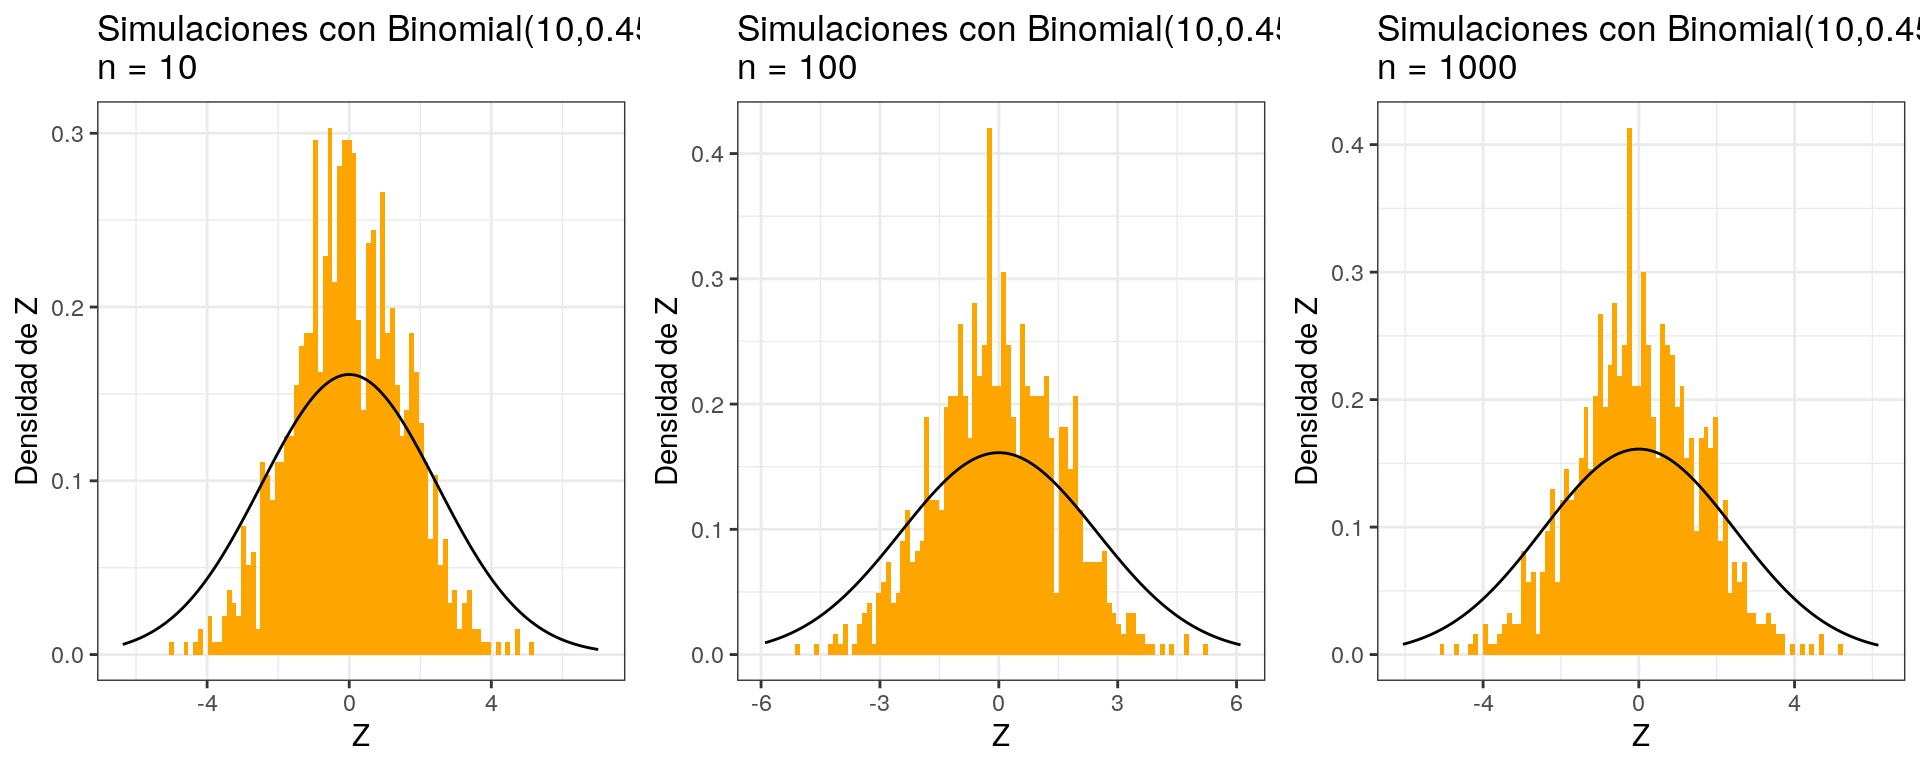 Simulaciones con Binomial(10,0.45
n = 10
0.3
0.2
0.1
0.0
-4
0
4
Z
Densidad de Z
Simulaciones con Binomial(10,0.45
n = 100
0.4
0.3
0.2
0.1
0.0
-6
-3
0
3
6
Z
Densidad de Z
Simulaciones con Binomial(10,0.45
n = 1000
0.4
0.3
0.2
0.1
0.0
-4
0
4
Z
Densidad de Z